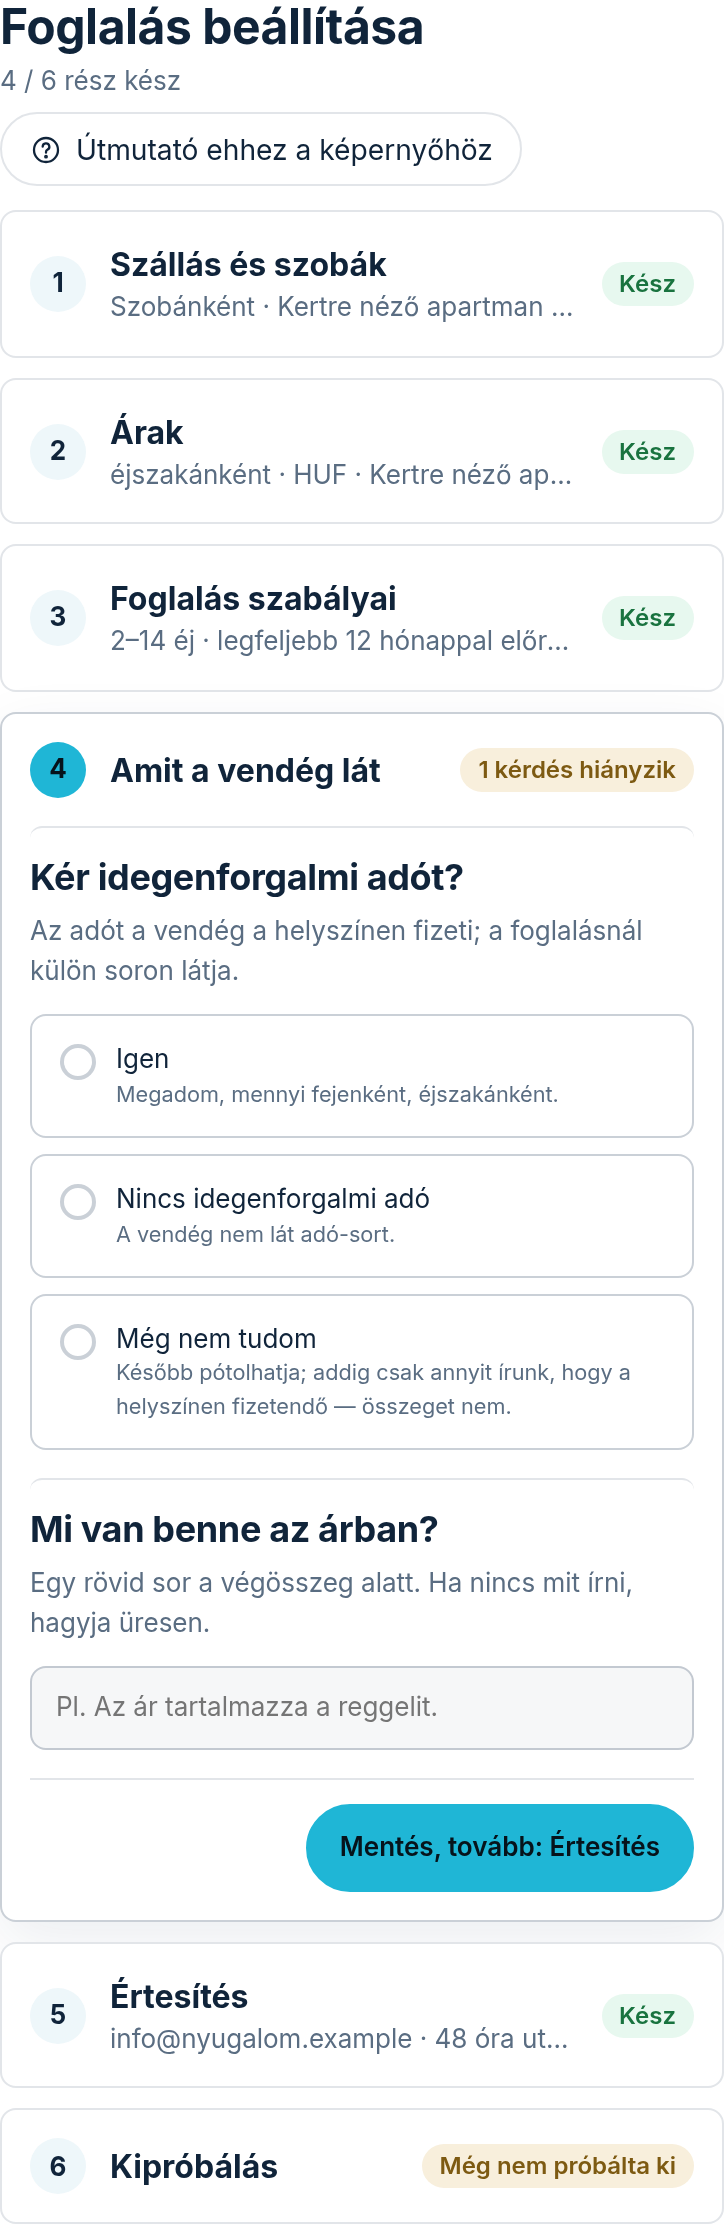 Foglalás beállítása
4 / 6 rész kész
Útmutató ehhez a képernyőhöz
1
Szállás és szobák
Szobánként · Kertre néző apartman ...
Kész
2
Árak
éjszakánként · HUF · Kertre néző ap...
Kész
3
Foglalás szabályai
2–14 éj · legfeljebb 12 hónappal előr...
Kész
4
Amit a vendég lát
1 kérdés hiányzik
Kér idegenforgalmi adót?
Az adót a vendég a helyszínen fizeti; a foglalásnál
külön soron látja.
Igen
Megadom, mennyi fejenként, éjszakánként.
Nincs idegenforgalmi adó
A vendég nem lát adó-sort.
Még nem tudom
Később pótolhatja; addig csak annyit írunk, hogy a
helyszínen fizetendő — összeget nem.
Mi van benne az árban?
Egy rövid sor a végösszeg alatt. Ha nincs mit írni,
hagyja üresen.
Pl. Az ár tartalmazza a reggelit.
Mentés, tovább: Értesítés
5
Értesítés
info@nyugalom.example · 48 óra ut...
Kész
6
Kipróbálás
Még nem próbálta ki